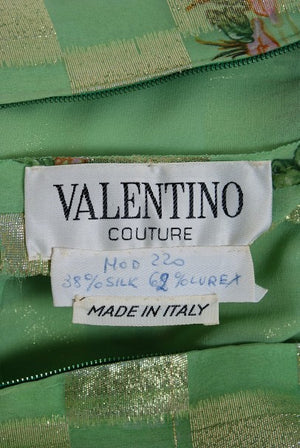 VALENTINO
COUTURE
MOD 220
38% SILK 62% LUREX
MADE IN ITALY